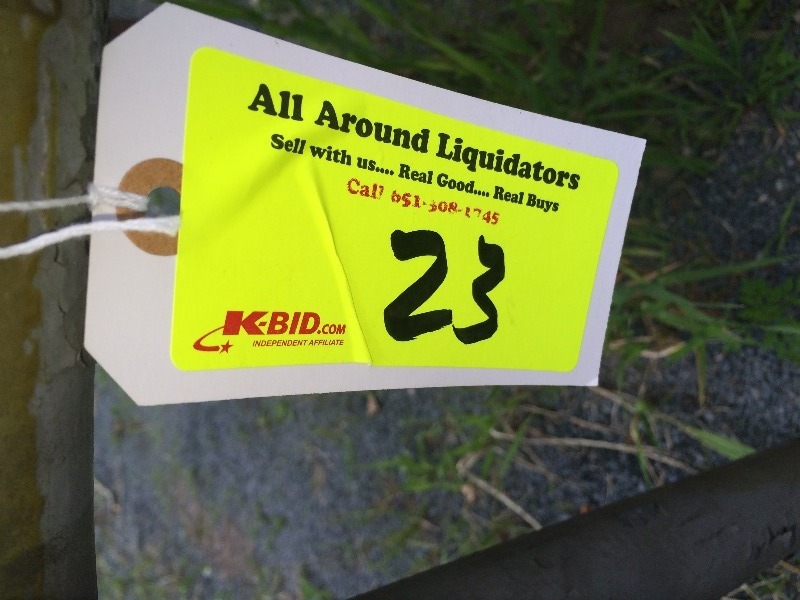 All Around Liquidators
Sell with us.... Real Good.... Real Buys
Call
23
K-BID.COM
INDEPENDENT AFFILIATE